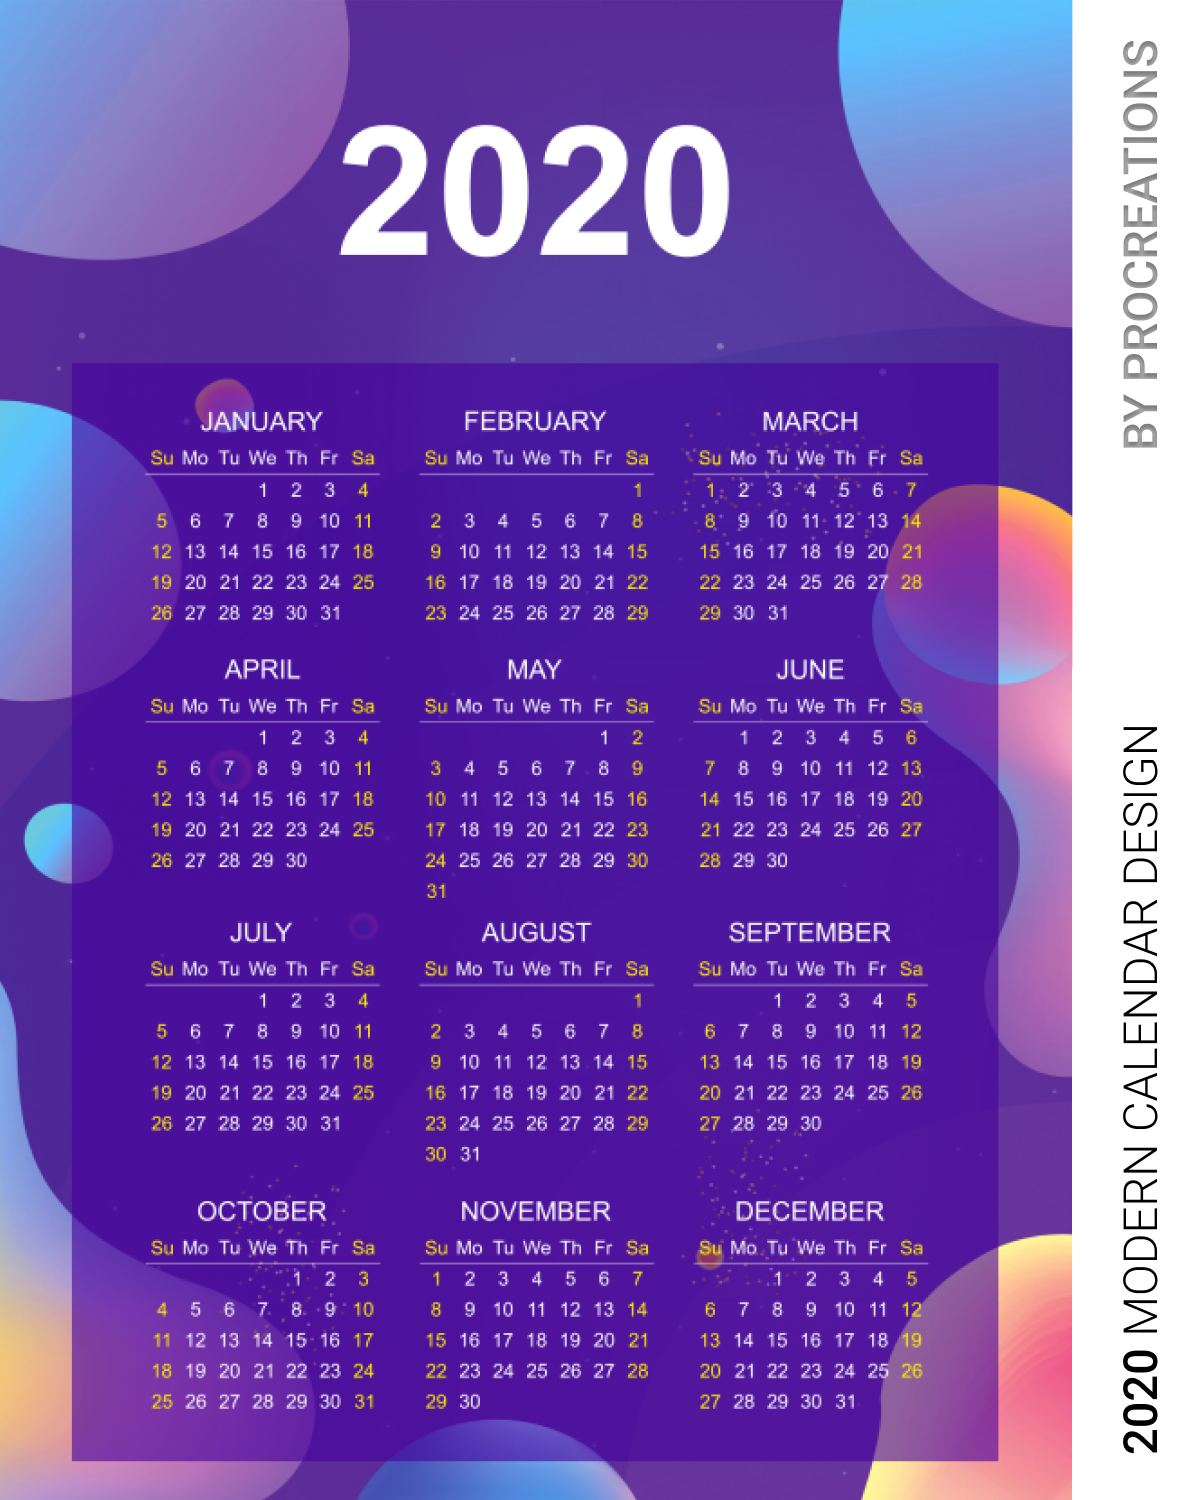 2020
JANUARY
Su Mo Tu We Th Fr Sa
1 2 3 4
5 6 7 8 9 10 11
12 13 14 15 16 17 18
19 20 21 22 23 24 25
26 27 28 29 30 31
FEBRUARY
Su Mo Tu We Th Fr Sa
1
2 3 4 5 6 7 8
9 10 11 12 13 14 15
16 17 18 19 20 21 22
23 24 25 26 27 28 29
MARCH
Su Mo Tu We Th Fr Sa
1 2 3 4 5 6 7
8 9 10 11 12 13 14
15 16 17 18 19 20 21
22 23 24 25 26 27 28
29 30 31
APRIL
Su Mo Tu We Th Fr Sa
1 2 3 4
5 6 7 8 9 10 11
12 13 14 15 16 17 18
19 20 21 22 23 24 25
26 27 28 29 30
MAY
Su Mo Tu We Th Fr Sa
1 2
3 4 5 6 7 8 9
10 11 12 13 14 15 16
17 18 19 20 21 22 23
24 25 26 27 28 29 30
31
JUNE
Su Mo Tu We Th Fr Sa
1 2 3 4 5 6
7 8 9 10 11 12 13
14 15 16 17 18 19 20
21 22 23 24 25 26 27
28 29 30
JULY
Su Mo Tu We Th Fr Sa
1 2 3 4
5 6 7 8 9 10 11
12 13 14 15 16 17 18
19 20 21 22 23 24 25
26 27 28 29 30 31
AUGUST
Su Mo Tu We Th Fr Sa
1
2 3 4 5 6 7 8
9 10 11 12 13 14 15
16 17 18 19 20 21 22
23 24 25 26 27 28 29
30 31
SEPTEMBER
Su Mo Tu We Th Fr Sa
1 2 3 4 5
6 7 8 9 10 11 12
13 14 15 16 17 18 19
20 21 22 23 24 25 26
27 28 29 30
OCTOBER
Su Mo Tu We Th Fr Sa
1 2 3
4 5 6 7 8 9 10
11 12 13 14 15 16 17
18 19 20 21 22 23 24
25 26 27 28 29 30 31
NOVEMBER
Su Mo Tu We Th Fr Sa
1 2 3 4 5 6 7
8 9 10 11 12 13 14
15 16 17 18 19 20 21
22 23 24 25 26 27 28
29 30
DECEMBER
Su Mo Tu We Th Fr Sa
1 2 3 4 5
6 7 8 9 10 11 12
13 14 15 16 17 18 19
20 21 22 23 24 25 26
27 28 29 30 31
2020 MODERN CALENDAR DESIGN
BY PROCREATIONS